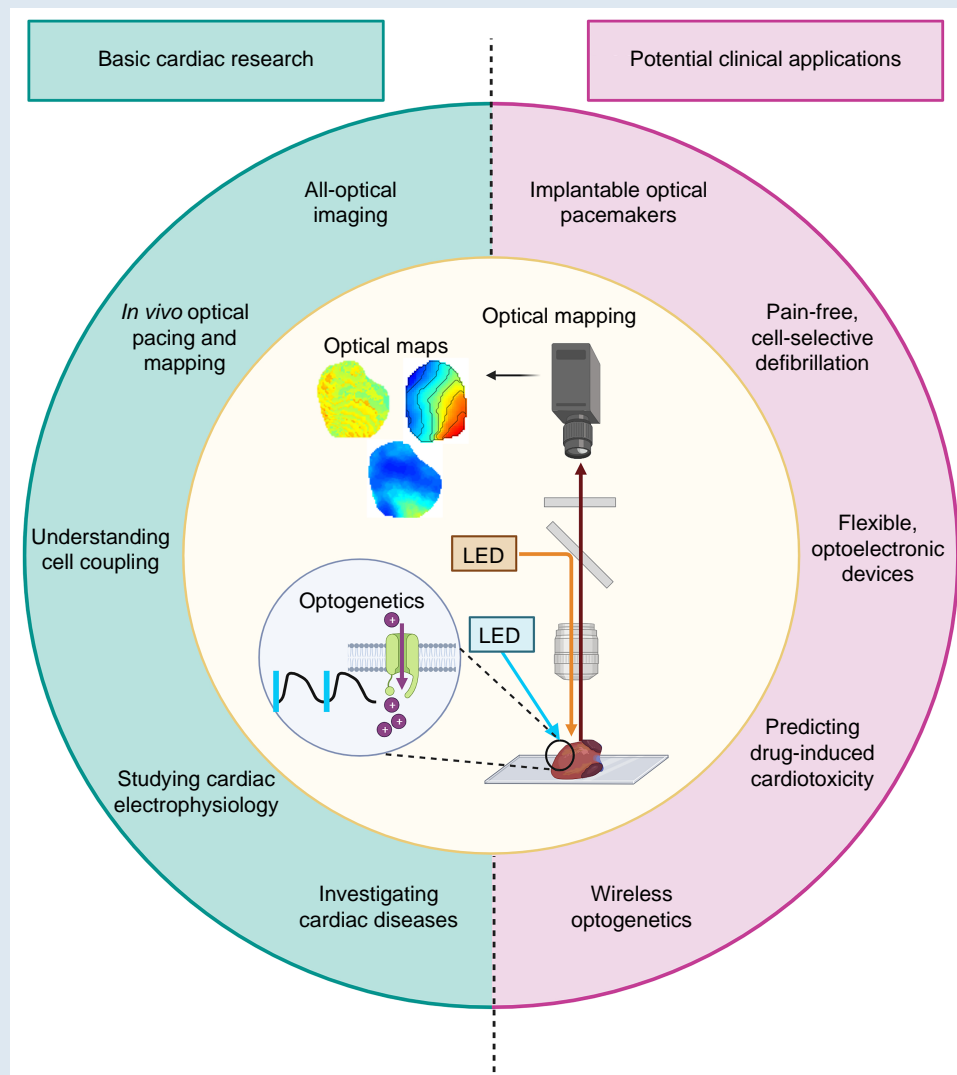 Basic cardiac research
Potential clinical applications
All-optical
imaging
Implantable optical
pacemakers
In vivo optical
pacing and
mapping
Pain-free,
cell-selective
defibrillation
Optical mapping
Optical maps
Understanding
cell coupling
Flexible,
optoelectronic
devices
LED
Optogenetics
LED
+
+
+
+
Studying cardiac
electrophysiology
Predicting
drug-induced
cardiotoxicity
Investigating
cardiac diseases
Wireless
optogenetics